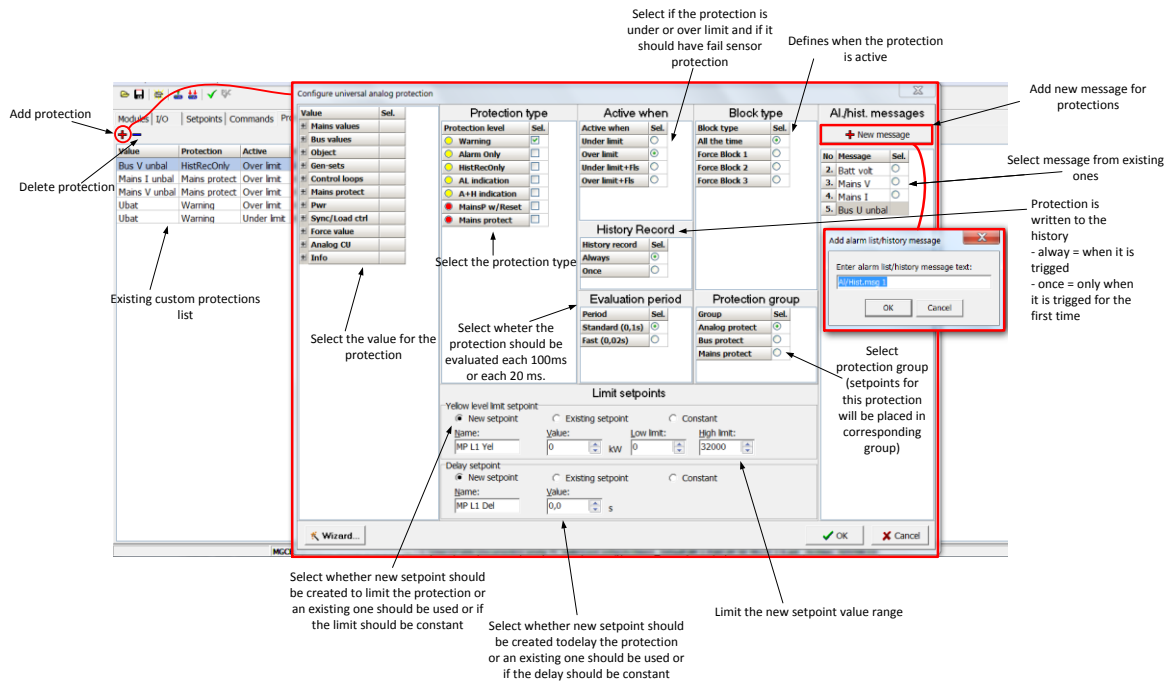 Select if the protection is
under or over limit and if it
should have fail sensor
protection
Defines when the protection
is active
Add new message for
protections
Add protection
Delete protection
Select message from existing
ones
Protection is
written to the
history
- alway = when it is
trigged
- once = only when
it is trigged for the
first time
Existing custom protections
list
Modules I/O Setpoints Commands
Value Protection Active
Bus V unbal HistRecOnly Over limit
Mains I unbal Mains protect Over limit
Mains V unbal Mains protect Over limit
Ubat Warning Over limit
Ubat Warning Under limit
Configure universal analog protection
Value Sel.
Mains values
Bus values
Object
Gen-sets
Control loops
Mains protect
Pwr
Sync/Load ctrl
Force value
Analog CU
Info
Select the value for the
protection
Protection type
Protection level Sel.
Warning
Alarm Only
HistRecOnly
AL indication
A+H indication
MainsP w/Reset
Mains protect
Select the protection type
Select wheter the
protection should be
evaluated each 100ms
or each 20 ms.
Active when
Active when Sel.
Under limit
Over limit
Under limit+Fls
Over limit+Fls
History Record
History record Sel.
Always
Once
Evaluation period
Period Sel.
Standard (0,1s)
Fast (0,02s)
Block type
Block type Sel.
All the time
Force Block 1
Force Block 2
Force Block 3
Protection group
Group Sel.
Analog protect
Bus protect
Mains protect
Al./hist. messages
New message
No Message Sel.
2. Batt volt
3. Mains V
4. Mains I
5. Bus U unbal
Add alarm list/history message
Enter alarm list/history message text:
Al/Hist.msg 1
OK Cancel
Select
protection group
(setpoints for
this protection
will be placed in
corresponding
group)
Limit setpoints
Yellow level limit setpoint
New setpoint Existing setpoint Constant
Name: Value: Low limit: High limit:
MP L1 Yel 0 kW 0 32000
Delay setpoint
New setpoint Existing setpoint Constant
Name: Value:
MP L1 Del 0,0 s
Wizard... OK Cancel
Select whether new setpoint should
be created to limit the protection or
an existing one should be used or if
the limit should be constant
Select whether new setpoint should
be created todelay the protection
or an existing one should be used or
if the delay should be constant
Limit the new setpoint value range